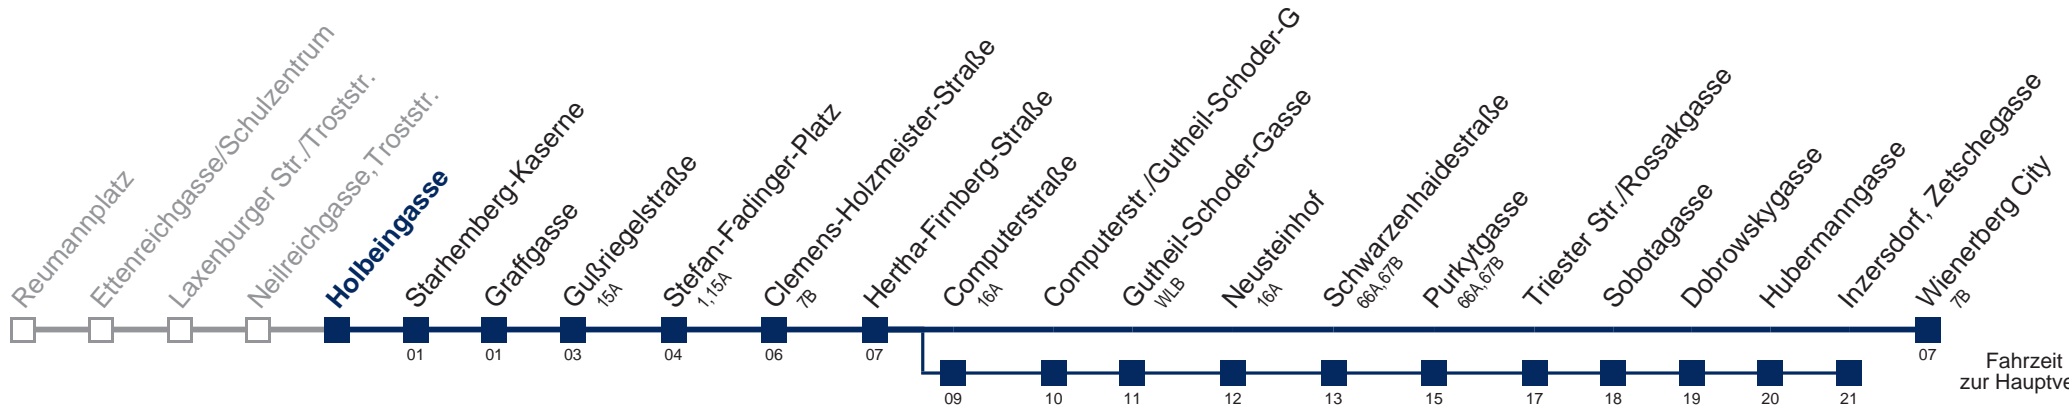 Reumannplatz
Ettenreichgasse/Schulzentrum
Laxenburger Str./Troststr.
Neilreichgasse,Troststr.
Holbeingasse
Starhemberg-Kaserne
Graffgasse
Gußriegelstraße
15A
Stefan-Fadinger-Platz
1,15A
Clemens-Holzmeister-Straße
7B
Hertha-Firnberg-Straße
Computerstraße
16A
Computerstr./Gutheil-Schoder-G
Gutheil-Schoder-Gasse
WLB
Neusteinhof
16A
Schwarzenhaidestraße
66A,67B
Purkytgasse
66A,67B
Triester Str./Rossakgasse
Sobotagasse
Dobrowskygasse
Hubermanngasse
Inzersdorf, Zetschegasse
Wienerberg City
7B
01 01 03 04 06 07 07
09 10 11 12 13 15 17 18 19 20 21
Fahrzeit
zur Hauptve